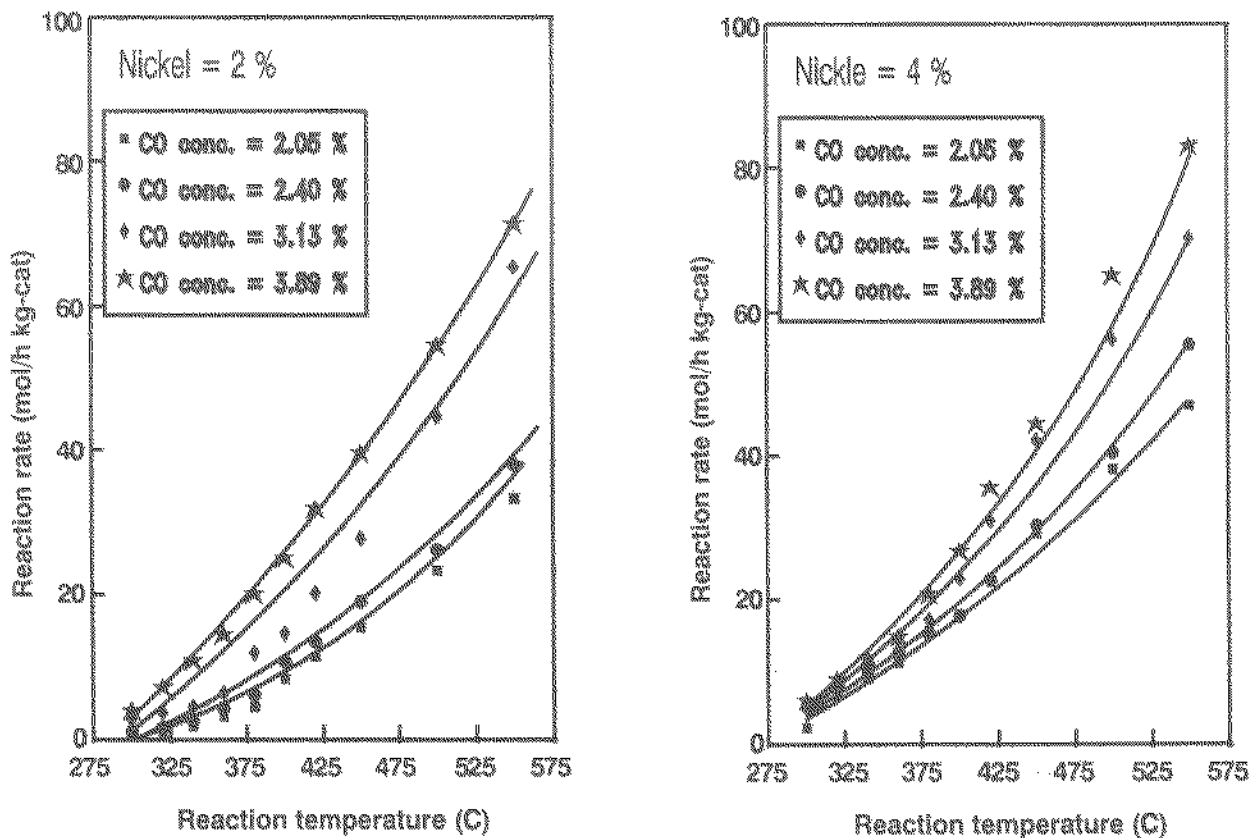 Nickel = 2 %
CO conc. = 2.05 %
CO conc. = 2.40 %
CO conc. = 3.13 %
CO conc. = 3.89 %
100
80
60
40
20
0
Reaction rate (mol/h kg-cat)
275 325 375 425 475 525 575
Reaction temperature (C)
Nickle = 4 %
CO conc. = 2.05 %
CO conc. = 2.40 %
CO conc. = 3.13 %
CO conc. = 3.89 %
100
80
60
40
20
0
Reaction rate (mol/h kg-cat)
275 325 375 425 475 525 575
Reaction temperature (C)